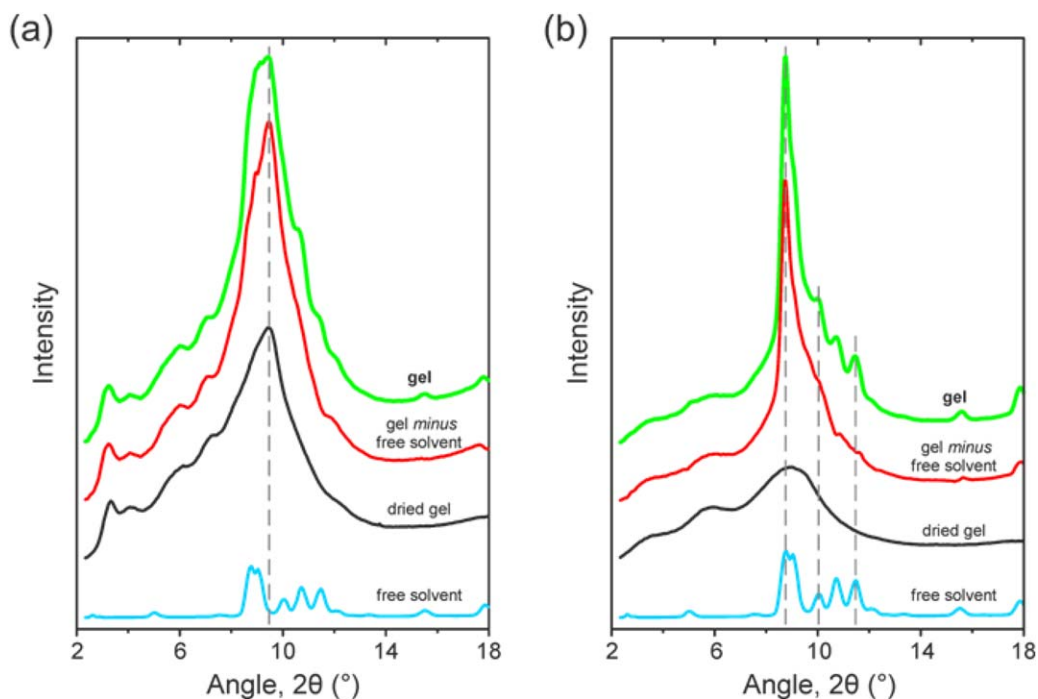 (a)
Intensity
gel
gel minus
free solvent
dried gel
free solvent
2 6 10 14 18
Angle, 2θ (°)
(b)
Intensity
gel
gel minus
free solvent
dried gel
free solvent
2 6 10 14 18
Angle, 2θ (°)